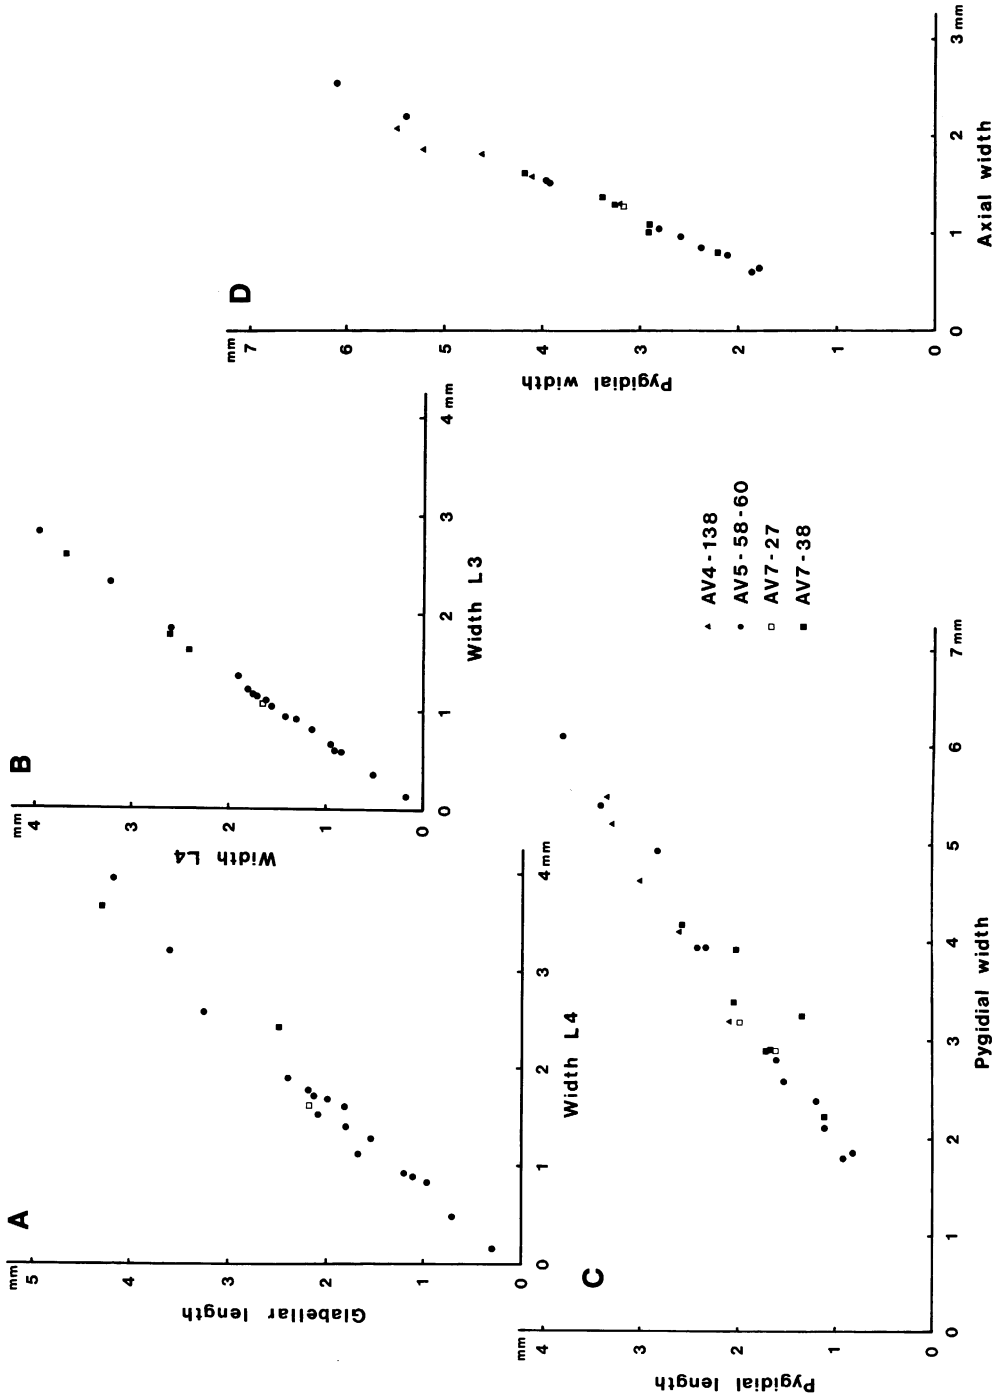 A
mm
5
4
3
2
1
0
Glabellar length
0
1
2
3
4 mm
Width L4
B
mm
4
3
2
1
0
Width L4
0
1
2
3
4 mm
Width L3
C
mm
4
3
2
1
0
Pygidial length
0
1
2
3
4
5
6
7 mm
Pygidial width
AV4-138
AV5-58-60
AV7-27
AV7-38
D
mm
7
6
5
4
3
2
1
0
Pygidial width
0
1
2
3 mm
Axial width